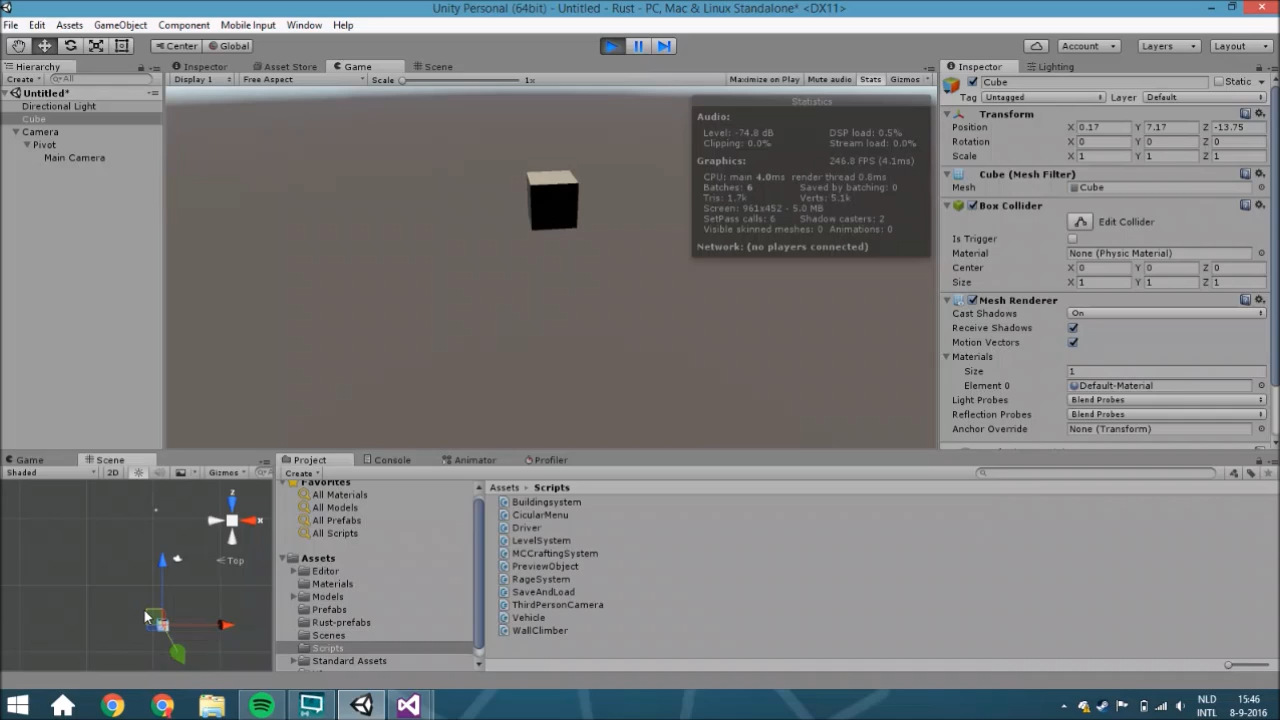 Unity Personal (64bit) - Untitled - Rust - PC, Mac & Linux Standalone* <DX11>
File Edit Assets GameObject Component Mobile Input Window Help
Center Global Account Layers Layout
Hierarchy Inspector Asset Store Game Scene Inspector Lighting
Create All Display 1 Free Aspect Scale 1x Maximize on Play Mute audio Stats Gizmos Cube Static
Untitled*
Directional Light
Cube
Camera
Pivot
Main Camera
Statistics
Audio:
Level: -74.8 dB DSP load: 0.5%
Clipping: 0.0% Stream load: 0.0%
Graphics: 246.8 FPS (4.1ms)
CPU: main 4.0ms render thread 0.6ms
Batches: 6 Saved by batching: 0
Tris: 1.7k Verts: 5.1k
Screen: 961x452 - 5.0 MB
SetPass calls: 6 Shadow casters: 2
Visible skinned meshes: 0 Animations: 0
Network: (no players connected)
Tag Untagged Layer Default
Transform
Position X 0.17 Y 7.17 Z -13.75
Rotation X 0 Y 0 Z 0
Scale X 1 Y 1 Z 1
Cube (Mesh Filter)
Mesh Cube
Box Collider
Edit Collider
Is Trigger
Material None (Physic Material)
Center X 0 Y 0 Z 0
Size X 1 Y 1 Z 1
Mesh Renderer
Cast Shadows On
Receive Shadows
Motion Vectors
Materials
Size 1
Element 0 Default-Material
Light Probes Blend Probes
Reflection Probes Blend Probes
Anchor Override None (Transform)
Game Scene Project Console Animator Profiler
Shaded 2D Gizmos Create
z
x
Top
Favorites
All Materials
All Models
All Prefabs
All Scripts
Assets
Editor
Materials
Models
Prefabs
Rust-prefabs
Scenes
Scripts
Standard Assets
Assets Scripts
Buildingsystem
CicularMenu
Driver
LevelSystem
MCCraftingSystem
PreviewObject
RageSystem
SaveAndLoad
ThirdPersonCamera
Vehicle
WallClimber
NLD 15:46
INTL 8-9-2016